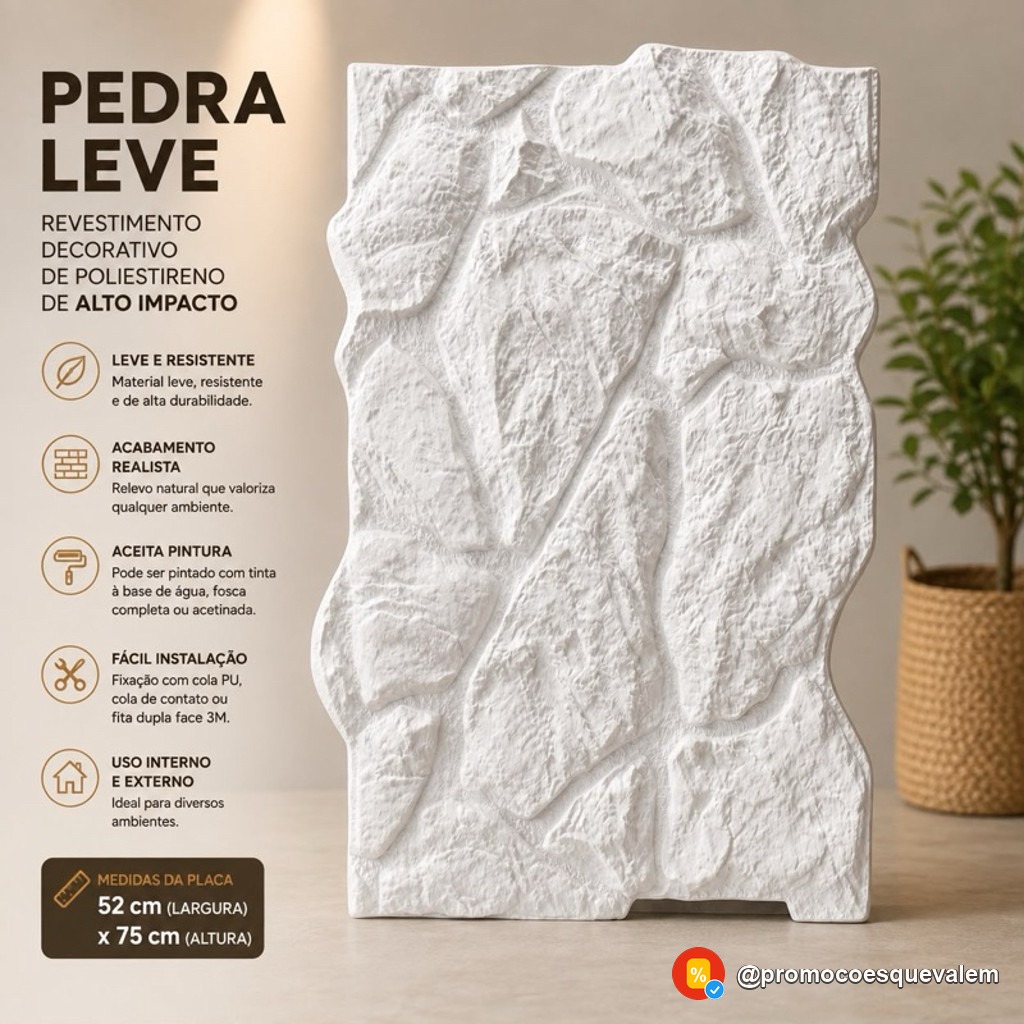 PEDRA
LEVE
REVESTIMENTO
DECORATIVO
DE POLIESTIRENO
DE ALTO IMPACTO
LEVE E RESISTENTE
Material leve, resistente
e de alta durabilidade.
ACABAMENTO
REALISTA
Relevo natural que valoriza
qualquer ambiente.
ACEITA PINTURA
Pode ser pintado com tinta
à base de água, fosca
completa ou acetinada.
FÁCIL INSTALAÇÃO
Fixação com cola PU,
cola de contato ou
fita dupla face 3M.
USO INTERNO
E EXTERNO
Ideal para diversos
ambientes.
MEDIDAS DA PLACA
52 cm (LARGURA)
x 75 cm (ALTURA)
%
@promocoesquevalem